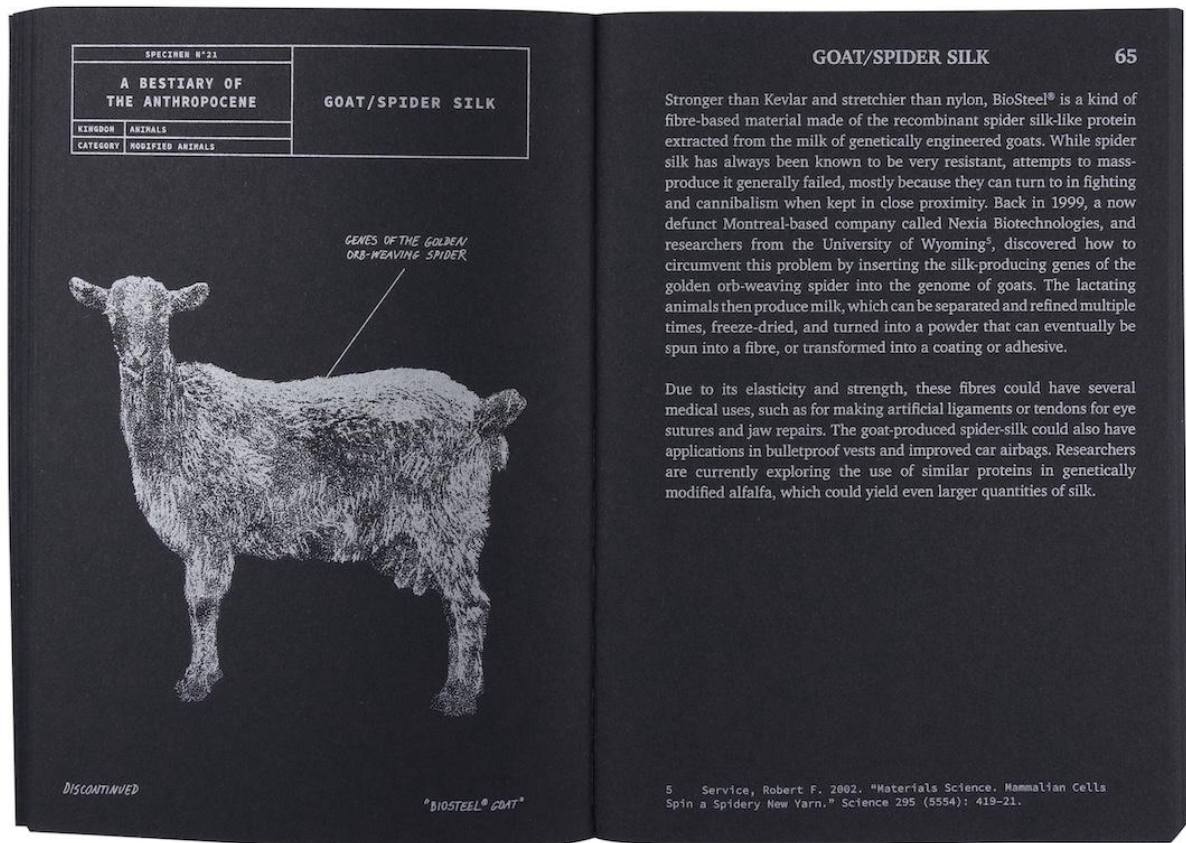 SPECIMEN N°21
A BESTIARY OF
THE ANTHROPOCENE
GOAT/SPIDER SILK
KINGDOM ANIMALS
CATEGORY MODIFIED ANIMALS
GENES OF THE GOLDEN
ORB-WEAVING SPIDER
DISCONTINUED
"BIOSTEEL® GOAT"
GOAT/SPIDER SILK 65
Stronger than Kevlar and stretchier than nylon, BioSteel® is a kind of
fibre-based material made of the recombinant spider silk-like protein
extracted from the milk of genetically engineered goats. While spider
silk has always been known to be very resistant, attempts to mass-
produce it generally failed, mostly because they can turn to in fighting
and cannibalism when kept in close proximity. Back in 1999, a now
defunct Montreal-based company called Nexia Biotechnologies, and
researchers from the University of Wyoming⁵, discovered how to
circumvent this problem by inserting the silk-producing genes of the
golden orb-weaving spider into the genome of goats. The lactating
animals then produce milk, which can be separated and refined multiple
times, freeze-dried, and turned into a powder that can eventually be
spun into a fibre, or transformed into a coating or adhesive.
Due to its elasticity and strength, these fibres could have several
medical uses, such as for making artificial ligaments or tendons for eye
sutures and jaw repairs. The goat-produced spider-silk could also have
applications in bulletproof vests and improved car airbags. Researchers
are currently exploring the use of similar proteins in genetically
modified alfalfa, which could yield even larger quantities of silk.
5 Service, Robert F. 2002. "Materials Science. Mammalian Cells
Spin a Spidery New Yarn." Science 295 (5554): 419–21.